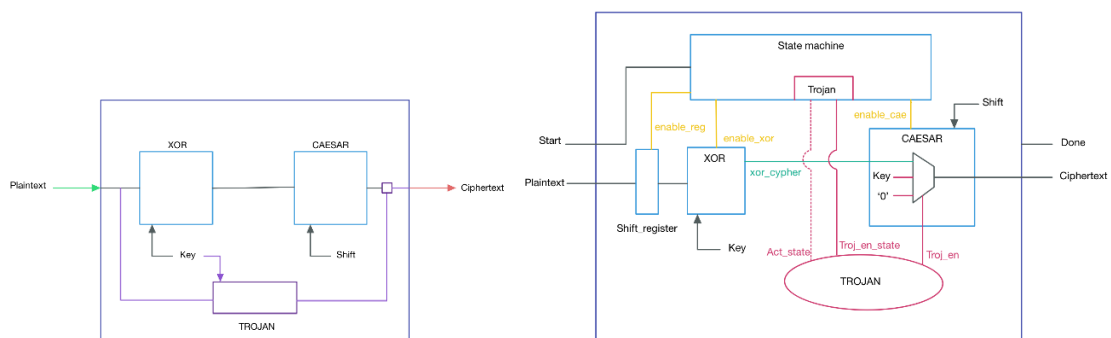 XOR
CAESAR
Plaintext
Ciphertext
Key
Shift
TROJAN
State machine
Trojan
Shift
enable_reg
enable_xor
enable_cae
Start
CAESAR
Done
XOR
Plaintext
xor_cypher
Key
Ciphertext
'0'
Shift_register
Key
Act_state
Troj_en_state
Troj_en
TROJAN